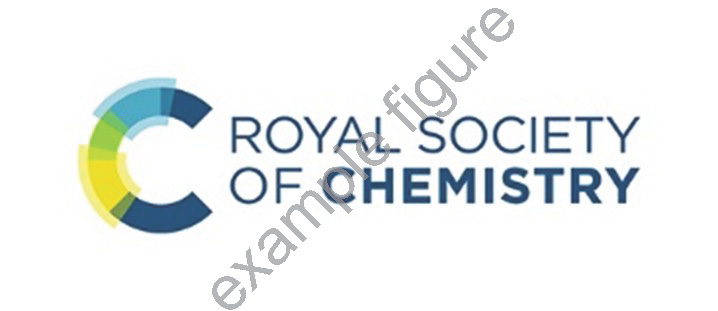 ROYAL SOCIETY
OF CHEMISTRY
example figure